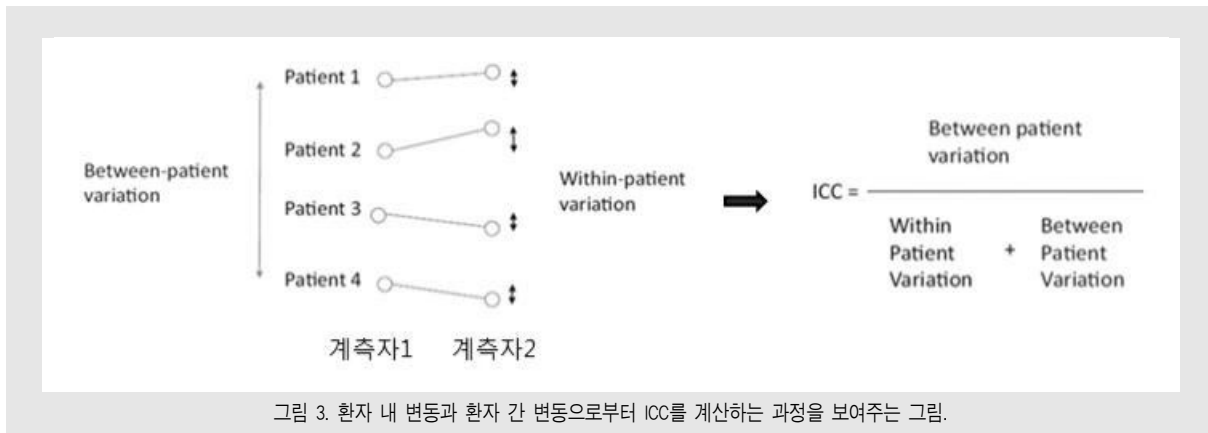 Between-patient
variation
Patient 1
Patient 2
Patient 3
Patient 4
계측자1 계측자2
Within-patient
variation
ICC =
Between patient
variation
Within
Patient
Variation
+
Between
Patient
Variation
그림 3. 환자 내 변동과 환자 간 변동으로부터 ICC를 계산하는 과정을 보여주는 그림.